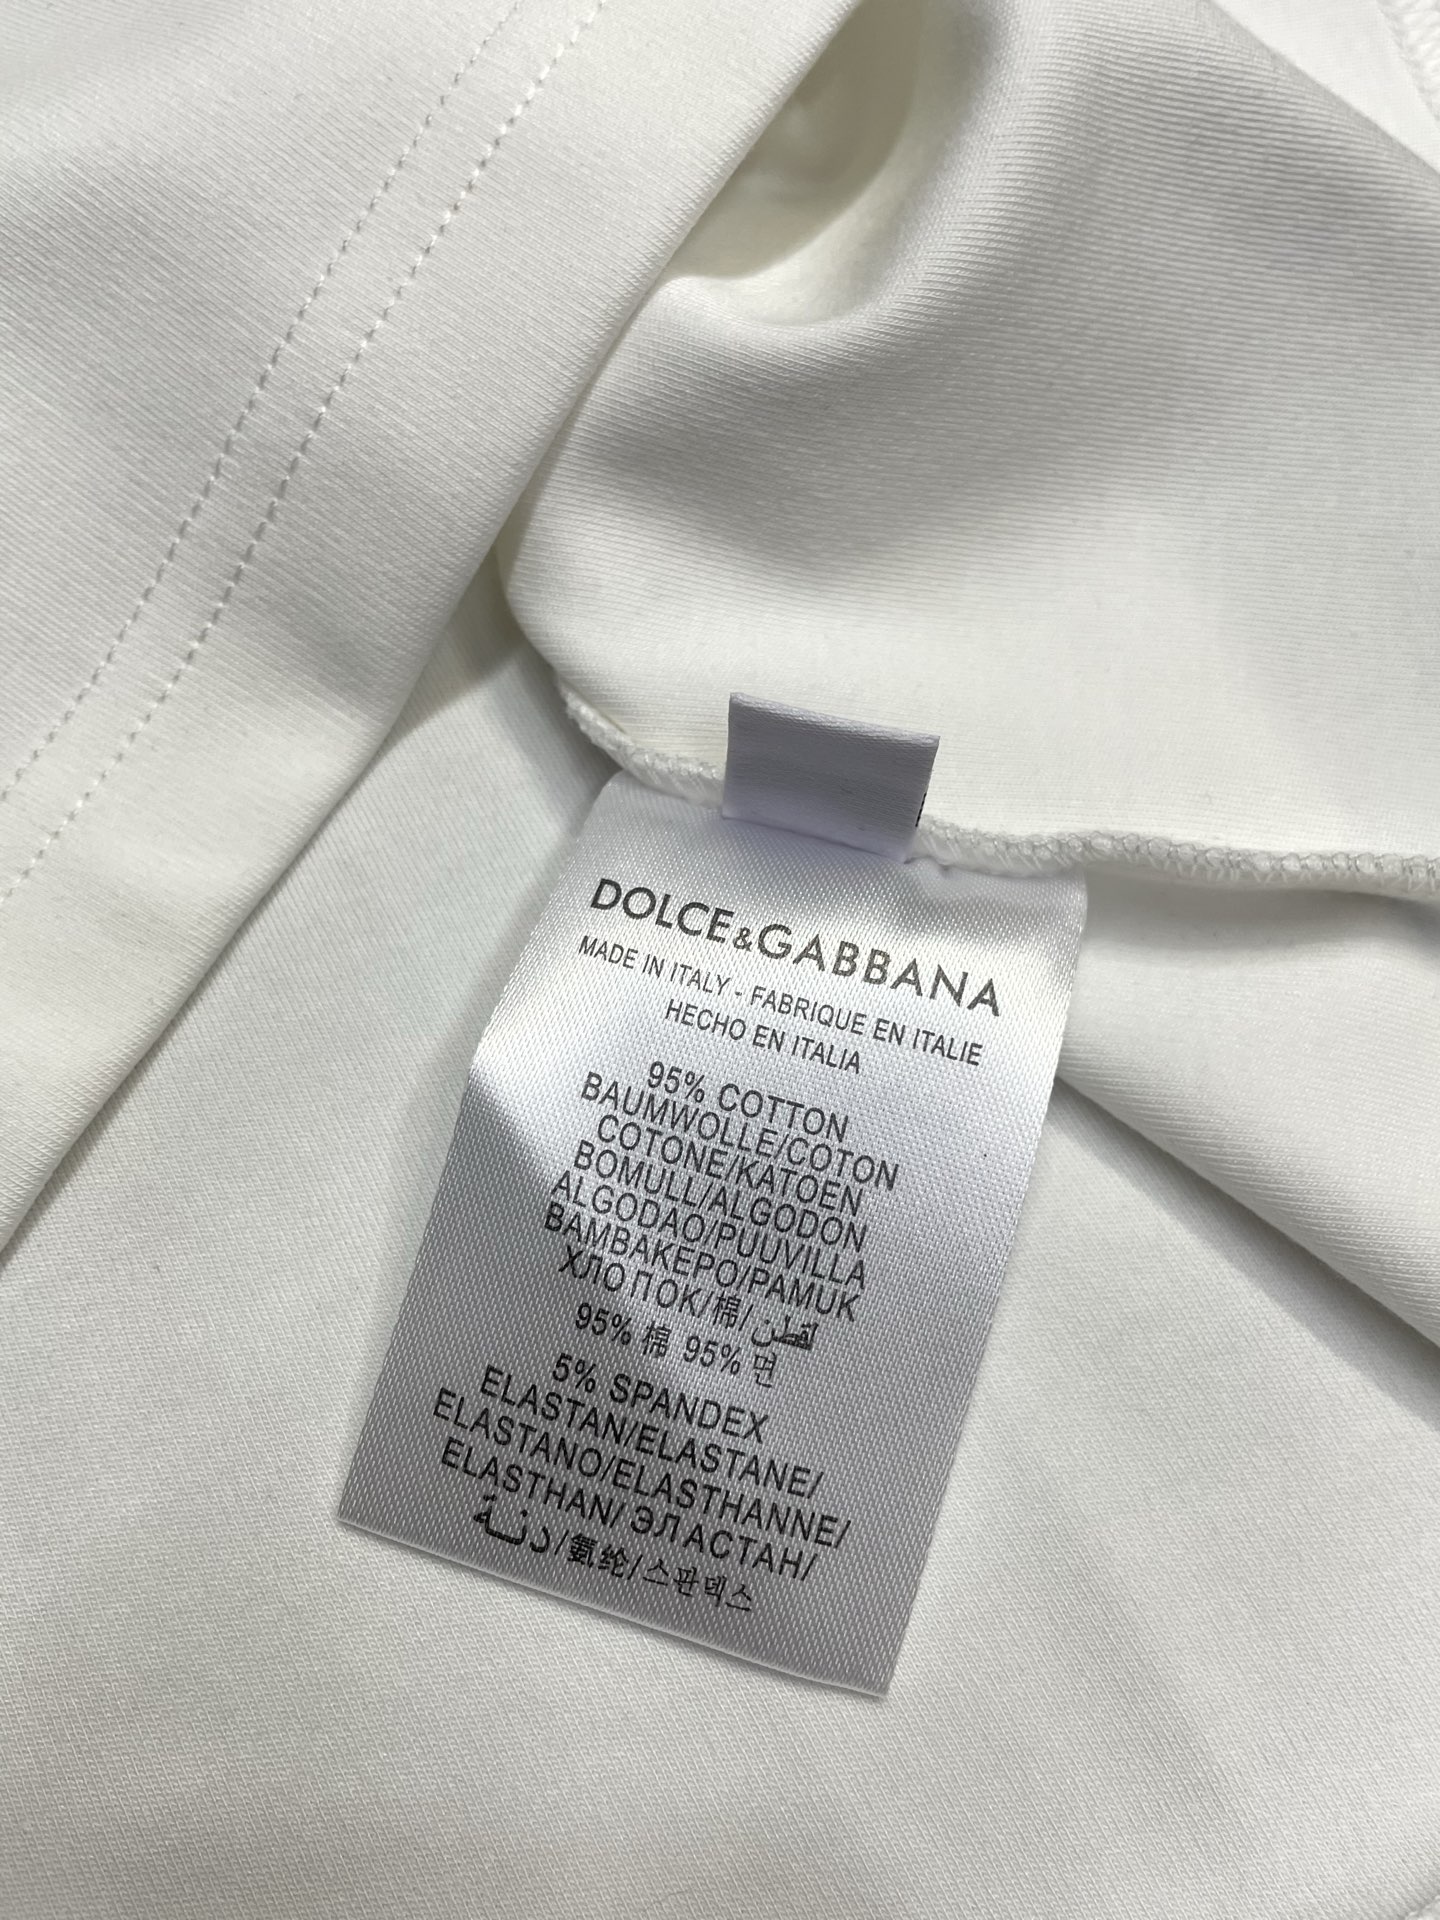 DOLCE&GABBANA
MADE IN ITALY - FABRIQUE EN ITALIE
HECHO EN ITALIA
95% COTTON
BAUMWOLLE/COTON
COTONE/KATOEN
BOMULL/ALGODON
ALGODAO/PUUVILLA
BAMBAKEPO/PAMUK
ХЛОПОК/棉/لقطن
95% 棉 95% 면
5% SPANDEX
ELASTAN/ELASTANE/
ELASTANO/ELASTHANNE/
ELASTHAN/ ЭЛАСТАН/
دنة/氨纶/스판덱스